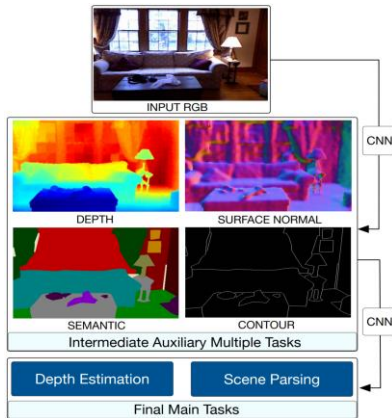 INPUT RGB
CNN
DEPTH
SURFACE NORMAL
SEMANTIC
CONTOUR
Intermediate Auxiliary Multiple Tasks
CNN
Depth Estimation
Scene Parsing
Final Main Tasks